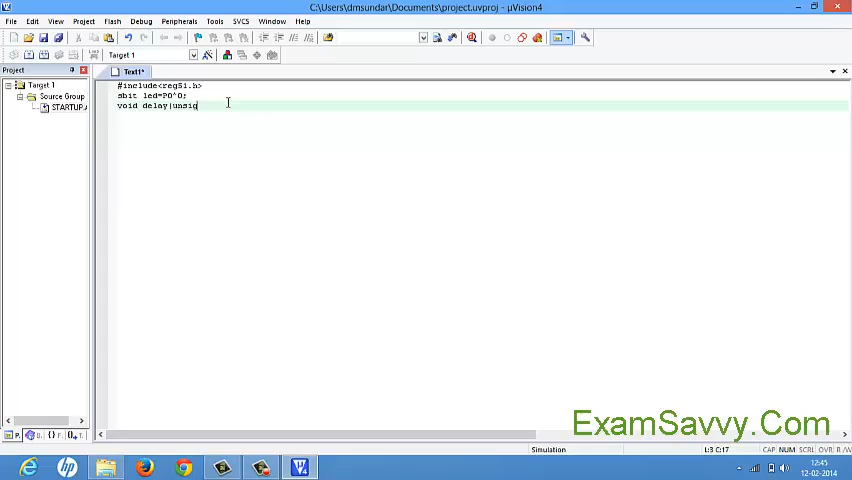 C:\Users\dmsundar\Documents\project.uvproj - µVision4
File Edit View Project Flash Debug Peripherals Tools SVCS Window Help
Target 1
Project
Text1*
Target 1
Source Group
STARTUP.A
#include<reg51.h>
sbit led=P0^0;
void delay(unsig
ExamSavvy.Com
Simulation
L:3 C:17
CAP NUM SCRL OVR R/W
12:45
12-02-2014